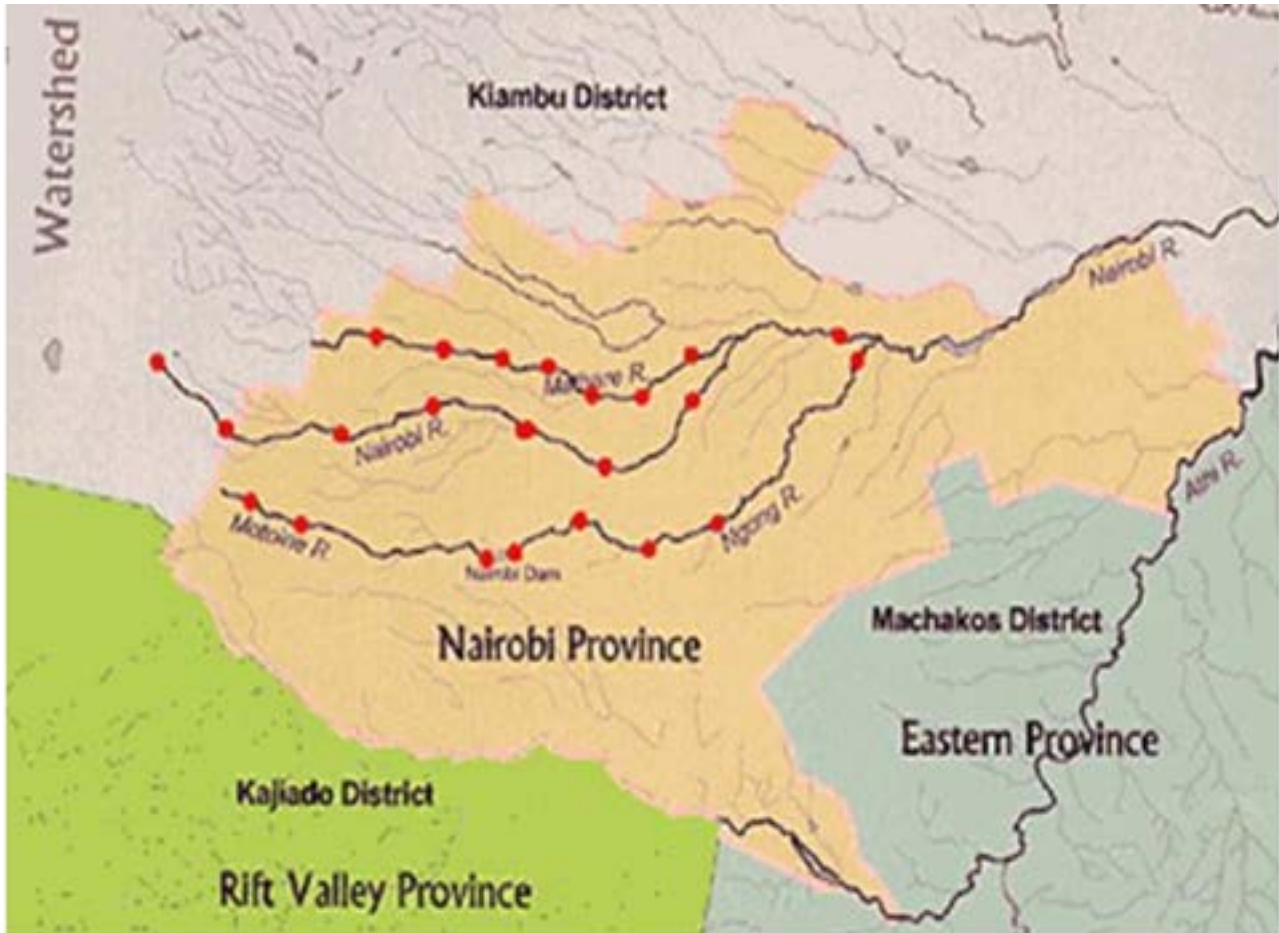 Watershed
Kiambu District
Nairobi R.
Mathare R.
Nairobi R.
Athi R.
Motoine R.
Ngong R.
Nairobi Dam
Machakos District
Nairobi Province
Eastern Province
Kajiado District
Rift Valley Province